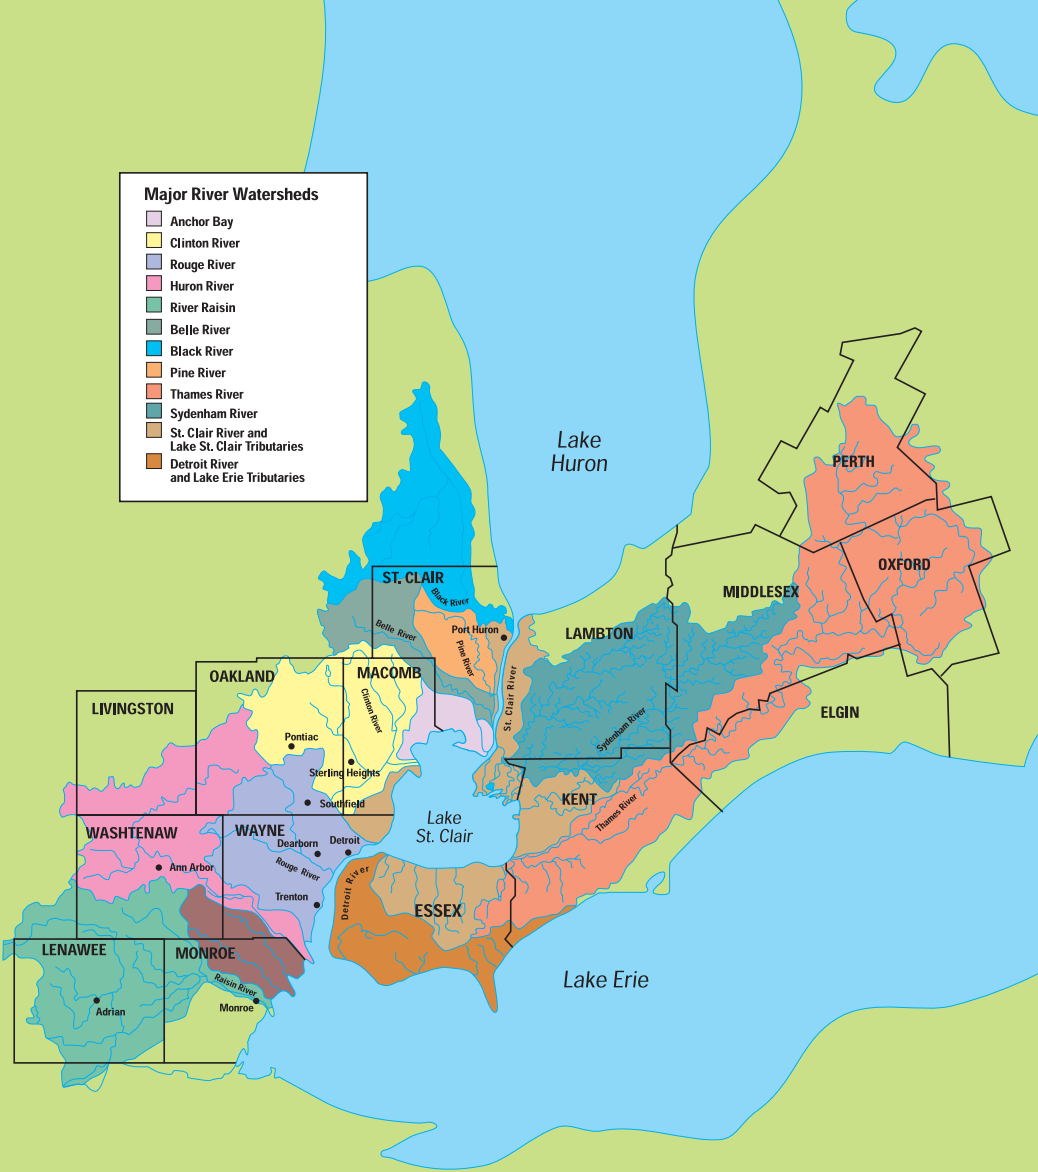 Major River Watersheds
Anchor Bay
Clinton River
Rouge River
Huron River
River Raisin
Belle River
Black River
Pine River
Thames River
Sydenham River
St. Clair River and
Lake St. Clair Tributaries
Detroit River
and Lake Erie Tributaries
Lake
Huron
PERTH
OXFORD
MIDDLESEX
ELGIN
LAMBTON
ST. CLAIR
Black River
Belle River
Port Huron
Pine River
St. Clair River
Sydenham River
OAKLAND
MACOMB
Clinton River
LIVINGSTON
Pontiac
Sterling Heights
Southfield
KENT
Thames River
Lake
St. Clair
WASHTENAW
WAYNE
Dearborn
Detroit
Rouge River
Ann Arbor
Trenton
Detroit River
ESSEX
LENAWEE
MONROE
Raisin River
Adrian
Monroe
Lake Erie